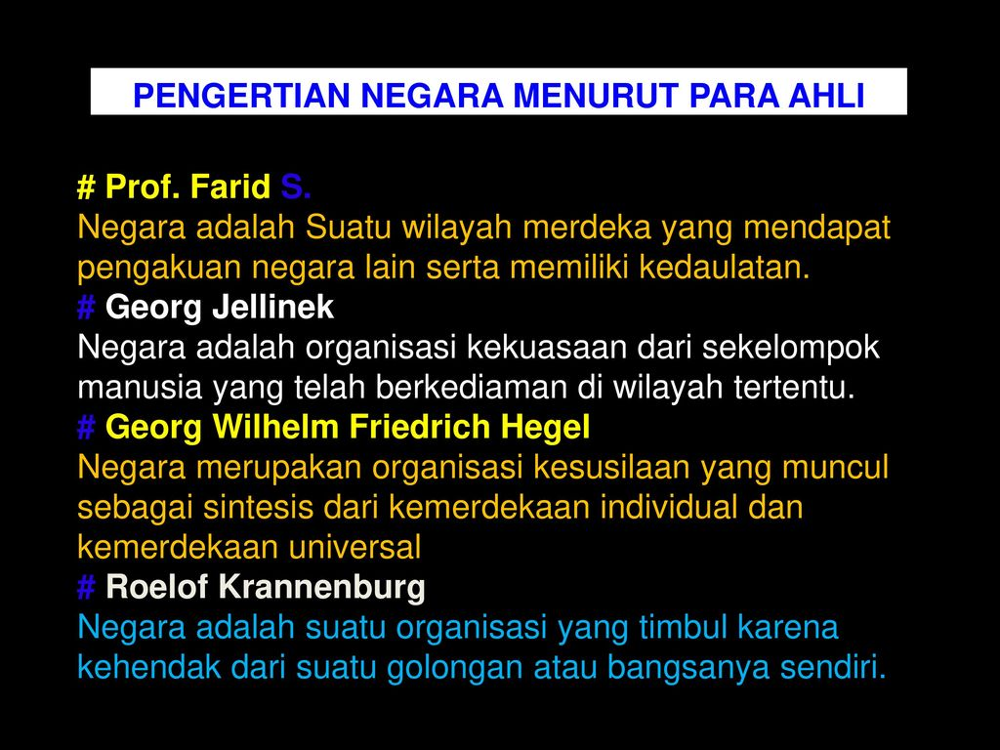 PENGERTIAN NEGARA MENURUT PARA AHLI
# Prof. Farid S.
Negara adalah Suatu wilayah merdeka yang mendapat
pengakuan negara lain serta memiliki kedaulatan.
# Georg Jellinek
Negara adalah organisasi kekuasaan dari sekelompok
manusia yang telah berkediaman di wilayah tertentu.
# Georg Wilhelm Friedrich Hegel
Negara merupakan organisasi kesusilaan yang muncul
sebagai sintesis dari kemerdekaan individual dan
kemerdekaan universal
# Roelof Krannenburg
Negara adalah suatu organisasi yang timbul karena
kehendak dari suatu golongan atau bangsanya sendiri.